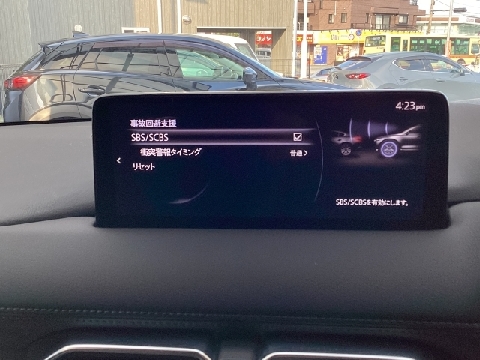 4:23pm
事故回避支援
SBS/SCBS
衝突警報タイミング
普通
リセット
SBS/SCBSを有効にします。